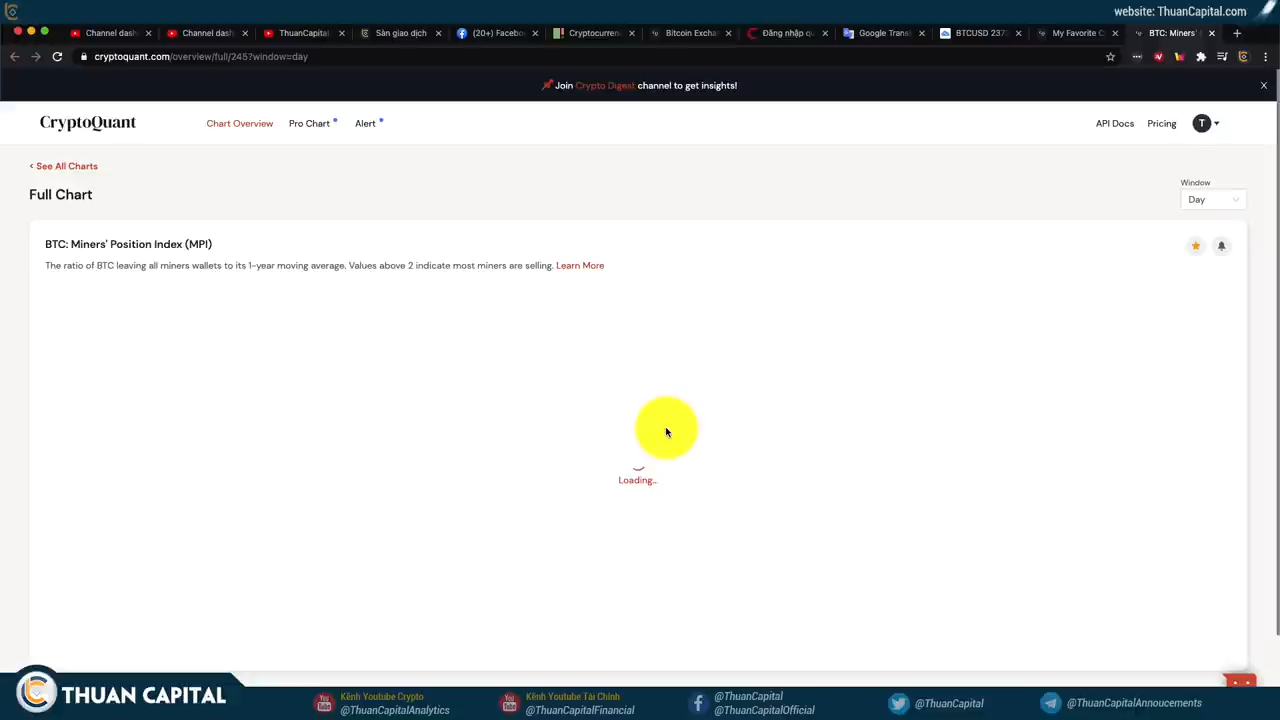 website: ThuanCapital.com
Channel dash
Channel dash
ThuanCapital
Sàn giao dịch
(20+) Facebo
Cryptocurren
Bitcoin Excha
Đăng nhập qu
Google Trans
BTCUSD 2373
My Favorite C
BTC: Miners'
cryptoquant.com/overview/full/245?window=day
Join Crypto Digest channel to get insights!
CryptoQuant
Chart Overview
Pro Chart
Alert
API Docs
Pricing
T
< See All Charts
Full Chart
Window
Day
BTC: Miners' Position Index (MPI)
The ratio of BTC leaving all miners wallets to its 1-year moving average. Values above 2 indicate most miners are selling. Learn More
Loading...
THUAN CAPITAL
Kênh Youtube Crypto
@ThuanCapitalAnalytics
Kênh Youtube Tài Chính
@ThuanCapitalFinancial
@ThuanCapital
@ThuanCapitalOfficial
@ThuanCapital
@ThuanCapitalAnnoucements